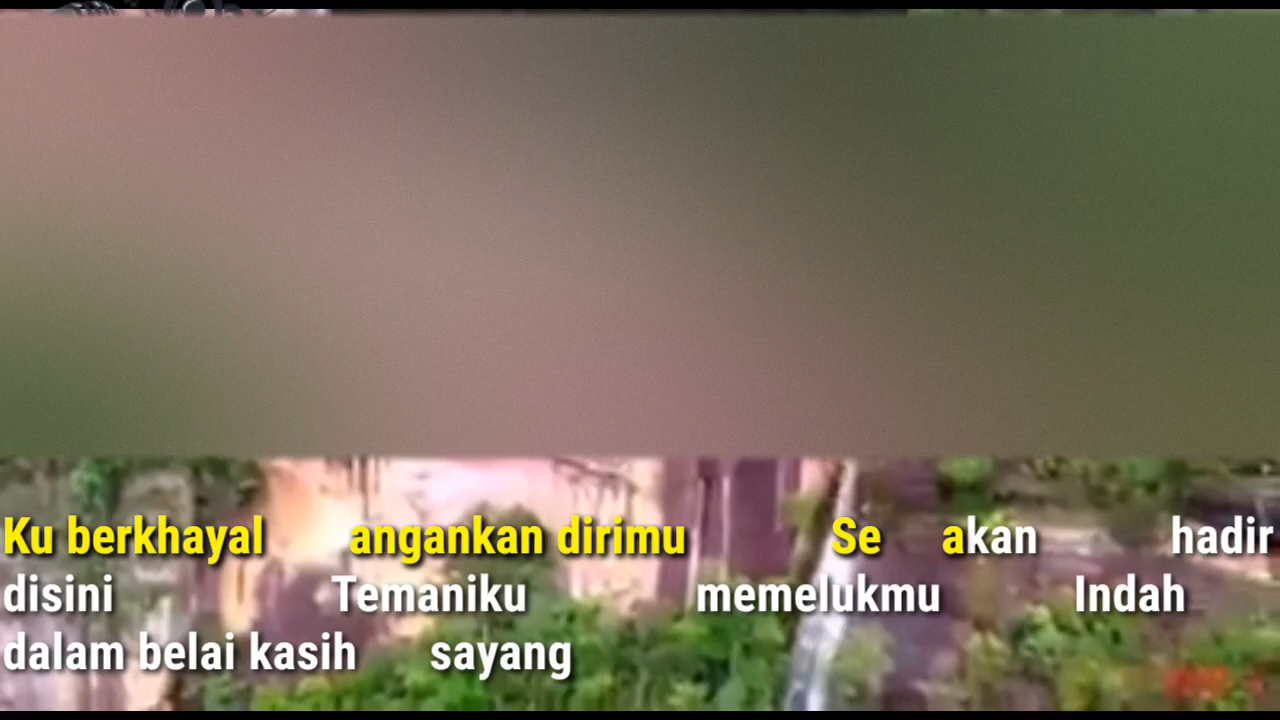 Ku berkhayal angankan dirimu Se akan hadir
disini Temaniku memelukmu Indah
dalam belai kasih sayang